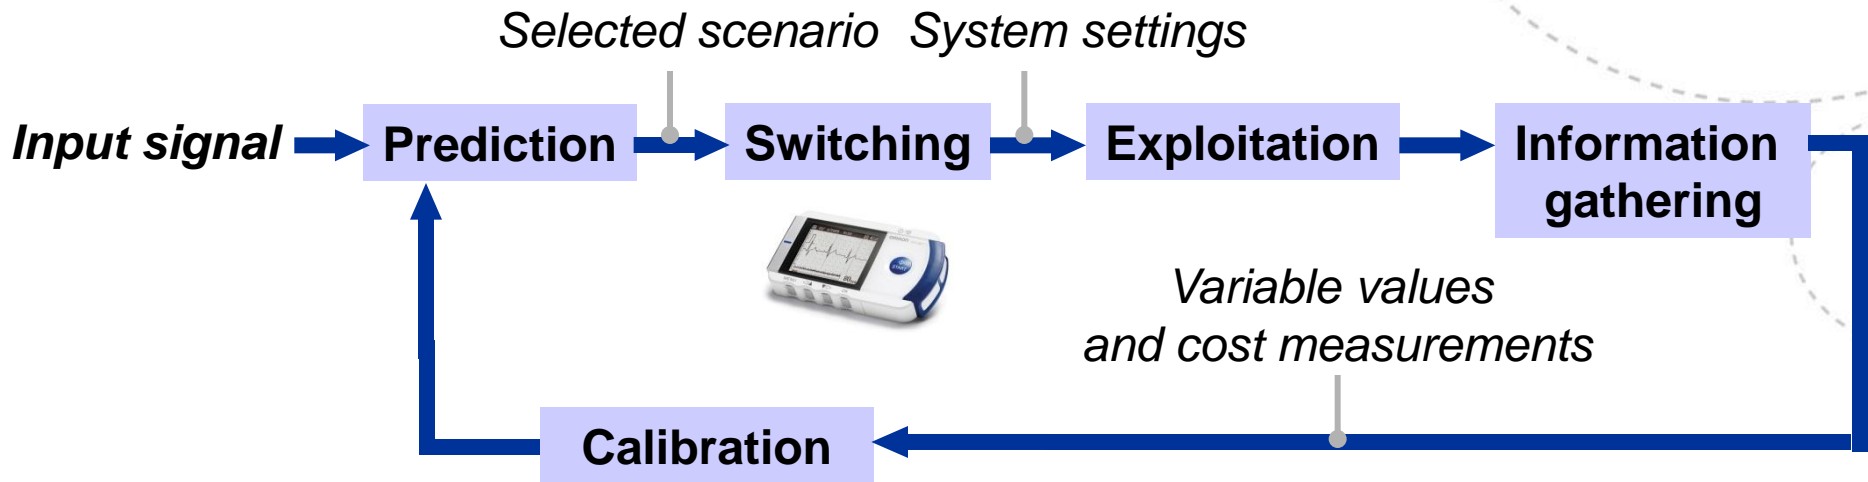 Selected scenario System settings
Input signal Prediction Switching Exploitation Information
gathering
Variable values
and cost measurements
Calibration